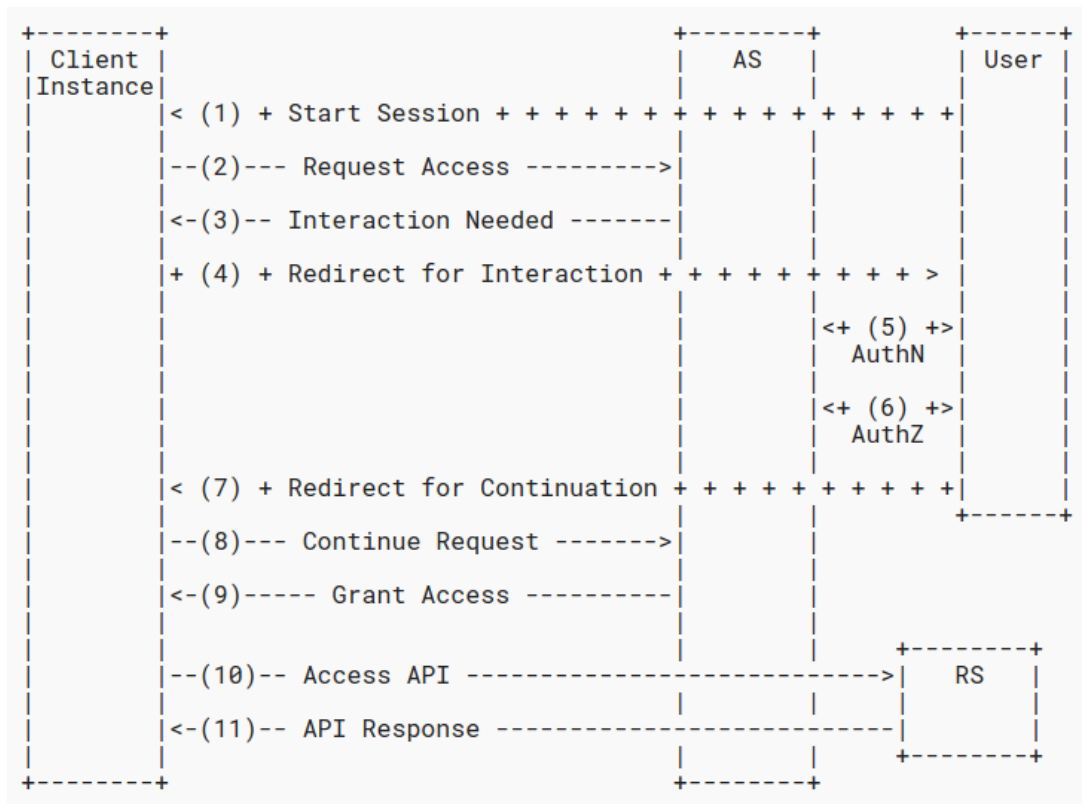 +--------+                                  +--------+         +------+
| Client |                                  |   AS   |         | User |
|Instance|                                  |        |         |      |
|        |< (1) + Start Session + + + + + + + + + + + + + + + +|      |
|        |                                  |        |         |      |
|        |--(2)--- Request Access --------->|        |         |      |
|        |                                  |        |         |      |
|        |<-(3)-- Interaction Needed -------|        |         |      |
|        |                                  |        |         |      |
|        |+ (4) + Redirect for Interaction + + + + + + + + + > |      |
|        |                                  |        |         |      |
|        |                                  |        |<+ (5) +>|      |
|        |                                  |        |  AuthN  |      |
|        |                                  |        |         |      |
|        |                                  |        |<+ (6) +>|      |
|        |                                  |        |  AuthZ  |      |
|        |                                  |        |         |      |
|        |< (7) + Redirect for Continuation + + + + + + + + + +|      |
|        |                                  |        |         +------+
|        |--(8)--- Continue Request ------->|        |
|        |                                  |        |
|        |<-(9)----- Grant Access ----------|        |
|        |                                  |        |
|        |                                  |        |     +--------+
|        |--(10)-- Access API ---------------------------->|   RS   |
|        |                                  |        |     |        |
|        |<-(11)-- API Response ---------------------------|        |
|        |                                  |        |     +--------+
+--------+                                  +--------+